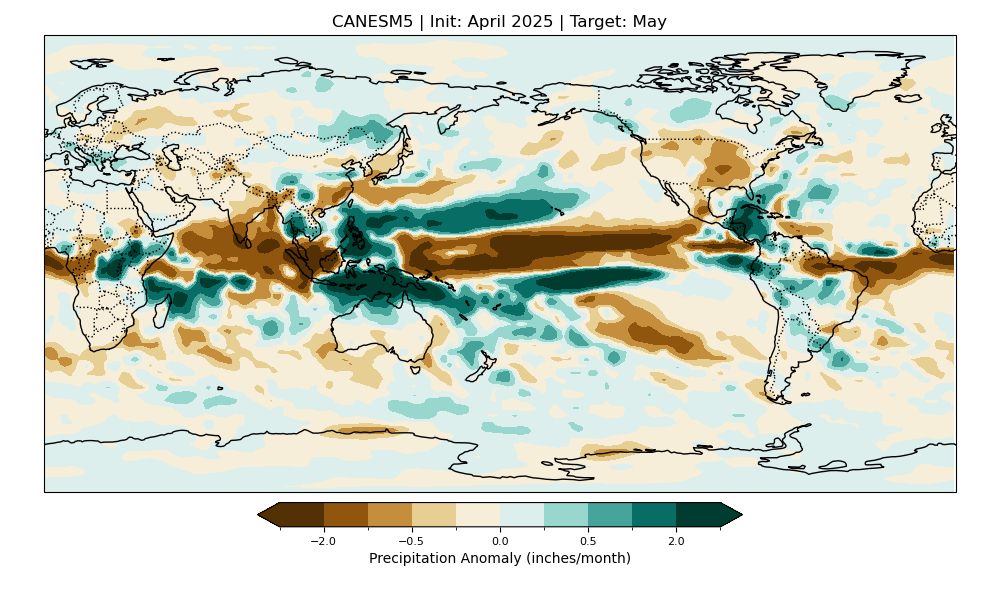 CANESM5 | Init: April 2025 | Target: May
−2.0 −0.5 0.0 0.5 2.0
Precipitation Anomaly (inches/month)